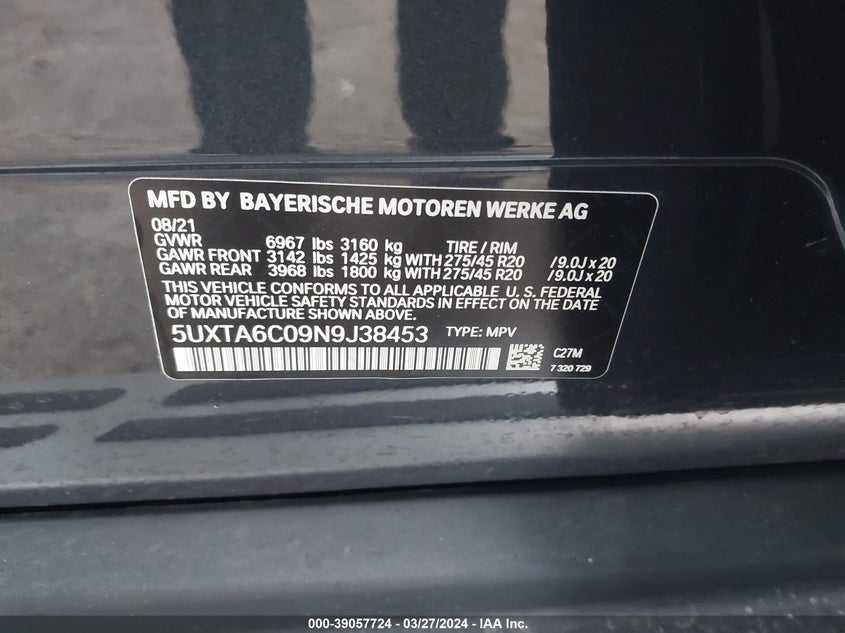 MFD BY BAYERISCHE MOTOREN WERKE AG
08/21
GVWR 6967 lbs 3160 kg TIRE / RIM
GAWR FRONT 3142 lbs 1425 kg WITH 275/45 R20 /9.0J x 20
GAWR REAR 3968 lbs 1800 kg WITH 275/45 R20 /9.0J x 20
THIS VEHICLE CONFORMS TO ALL APPLICABLE U. S. FEDERAL
MOTOR VEHICLE SAFETY STANDARDS IN EFFECT ON THE DATE
OF MANUFACTURE SHOWN ABOVE.
5UXTA6C09N9J38453 TYPE: MPV
C27M
7 320 729
000-39057724 - 03/27/2024 - IAA Inc.